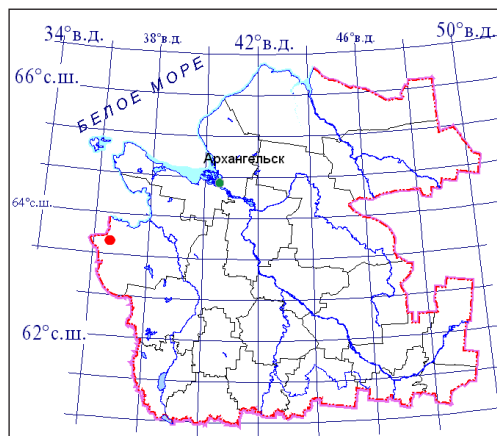 34°в.д.
38°в.д.
42°в.д.
46°в.д.
50°в.д.
66°с.ш.
БЕЛОЕ МОРЕ
Архангельск
64°с.ш.
62°с.ш.